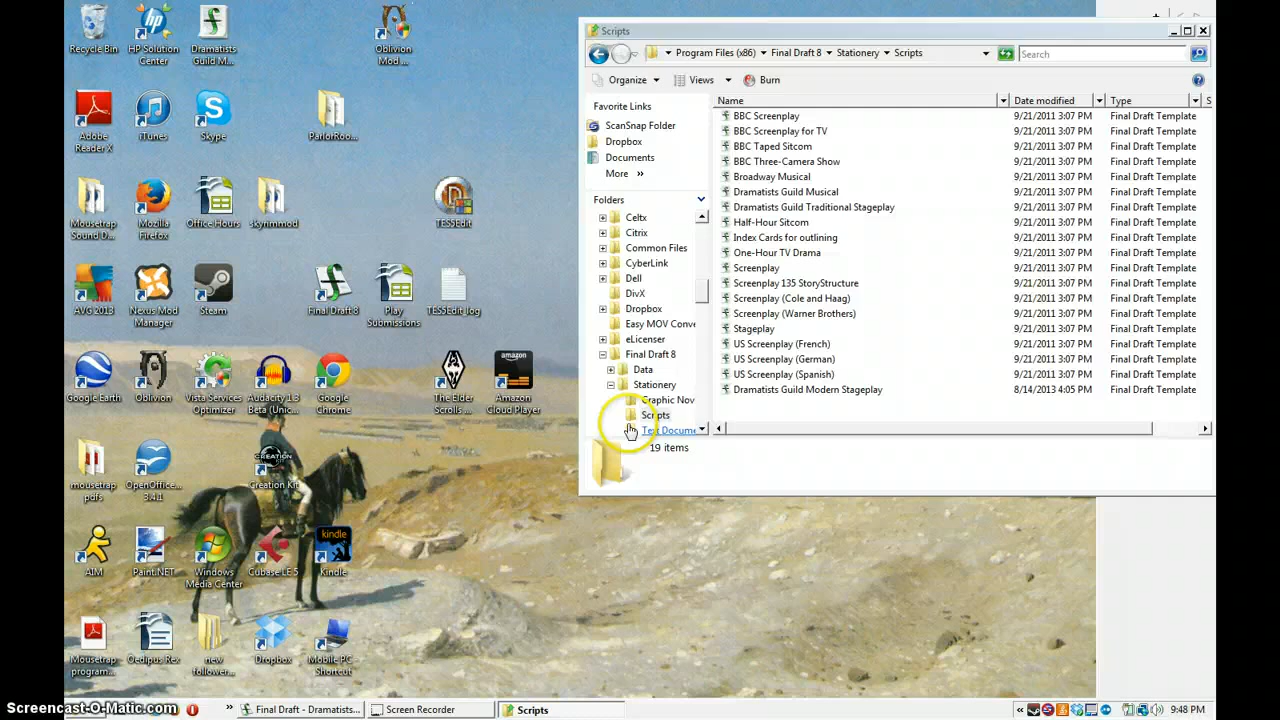 Recycle Bin
HP Solution
Center
Dramatists
Guild M...
Oblivion
Mod ...
Adobe
Reader X
iTunes
Skype
ParlorRoo...
Mousetrap
Sound D...
Mozilla
Firefox
Office Hours
skyrimmod
TES5Edit
AVG 2013
Nexus Mod
Manager
Steam
Final Draft 8
Play
Submissions
TES5Edit_log
Google Earth
Oblivion
Vista Services
Optimizer
Audacity 1.3
Beta (Unic...
Google
Chrome
The Elder
Scrolls ...
amazon
Amazon
Cloud Player
mousetrap
pdfs
OpenOffice...
3.4.1
CREATION
Creation Kit
AIM
Paint.NET
Windows
Media Center
Cubase LE 5
kindle
Kindle
Mousetrap
program...
Oedipus Rex
new
follower...
Dropbox
Mobile PC
Shortcut
Scripts
Program Files (x86) Final Draft 8 Stationery Scripts
Search
Organize Views Burn
Favorite Links
ScanSnap Folder
Dropbox
Documents
More »
Folders
Celtx
Citrix
Common Files
CyberLink
Dell
DivX
Dropbox
Easy MOV Conve
eLicenser
Final Draft 8
Data
Stationery
Graphic Nov
Scripts
Text Docume
Name Date modified Type S
BBC Screenplay 9/21/2011 3:07 PM Final Draft Template
BBC Screenplay for TV 9/21/2011 3:07 PM Final Draft Template
BBC Taped Sitcom 9/21/2011 3:07 PM Final Draft Template
BBC Three-Camera Show 9/21/2011 3:07 PM Final Draft Template
Broadway Musical 9/21/2011 3:07 PM Final Draft Template
Dramatists Guild Musical 9/21/2011 3:07 PM Final Draft Template
Dramatists Guild Traditional Stageplay 9/21/2011 3:07 PM Final Draft Template
Half-Hour Sitcom 9/21/2011 3:07 PM Final Draft Template
Index Cards for outlining 9/21/2011 3:07 PM Final Draft Template
One-Hour TV Drama 9/21/2011 3:07 PM Final Draft Template
Screenplay 9/21/2011 3:07 PM Final Draft Template
Screenplay 135 StoryStructure 9/21/2011 3:07 PM Final Draft Template
Screenplay (Cole and Haag) 9/21/2011 3:07 PM Final Draft Template
Screenplay (Warner Brothers) 9/21/2011 3:07 PM Final Draft Template
Stageplay 9/21/2011 3:07 PM Final Draft Template
US Screenplay (French) 9/21/2011 3:07 PM Final Draft Template
US Screenplay (German) 9/21/2011 3:07 PM Final Draft Template
US Screenplay (Spanish) 9/21/2011 3:07 PM Final Draft Template
Dramatists Guild Modern Stageplay 8/14/2013 4:05 PM Final Draft Template
19 items
Screencast-O-Matic.com
» Final Draft - Dramatists... Screen Recorder Scripts « 9:48 PM